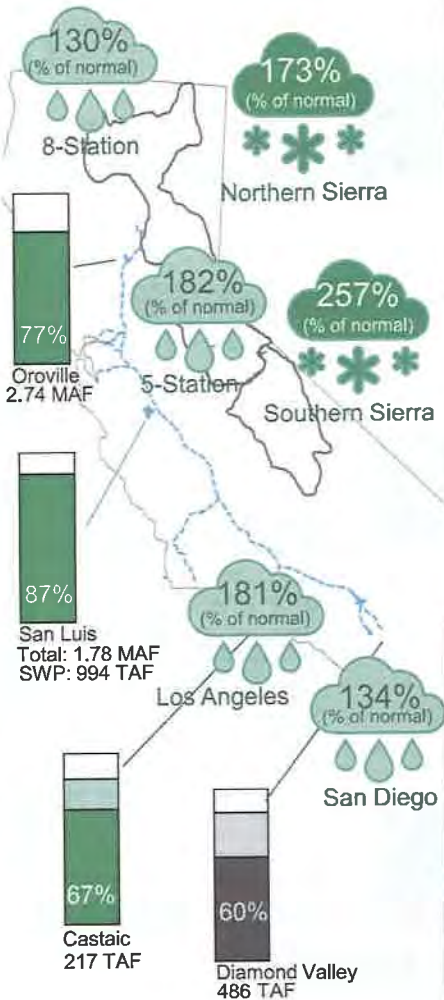 130%
(% of normal)
8-Station
173%
(% of normal)
Northern Sierra
77%
Oroville
2.74 MAF
182%
(% of normal)
5-Station
257%
(% of normal)
Southern Sierra
87%
San Luis
Total: 1.78 MAF
SWP: 994 TAF
181%
(% of normal)
Los Angeles
134%
(% of normal)
San Diego
67%
Castaic
217 TAF
60%
Diamond Valley
486 TAF